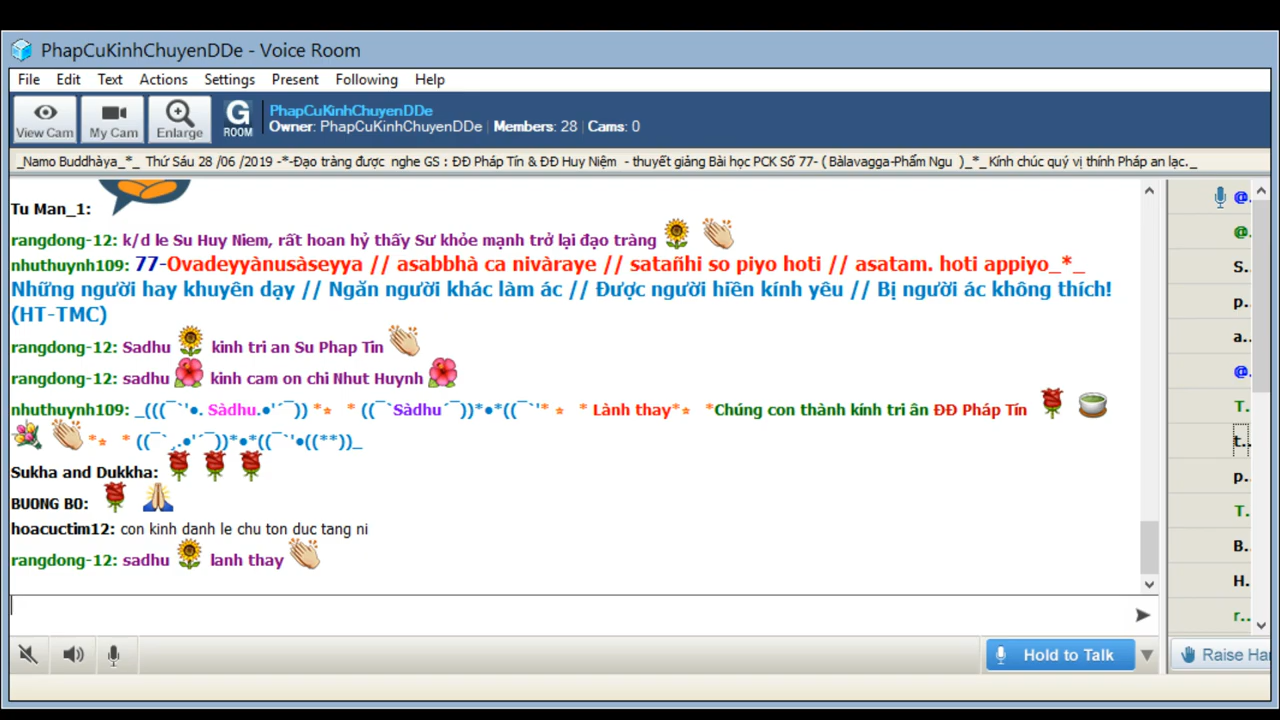 PhapCuKinhChuyenDDe - Voice Room
File Edit Text Actions Settings Present Following Help
View Cam My Cam Enlarge G ROOM
PhapCuKinhChuyenDDe
Owner: PhapCuKinhChuyenDDe | Members: 28 | Cams: 0
_Namo Buddhàya_*_ Thứ Sáu 28 /06 /2019 -*-Đạo tràng được nghe GS : ĐĐ Pháp Tín & ĐĐ Huy Niệm - thuyết giảng Bài học PCK Số 77- ( Bàlavagga-Phẩm Ngu )_*_Kính chúc quý vị thính Pháp an lạc._
Tu Man_1:
rangdong-12: k/d le Su Huy Niem, rất hoan hỷ thấy Sư khỏe mạnh trở lại đạo tràng
nhuthuynh109: 77-Ovadeyyànusàseyya // asabbhà ca nivàraye // satañhi so piyo hoti // asatam. hoti appiyo_*_
Những người hay khuyên dạy // Ngăn người khác làm ác // Được người hiền kính yêu // Bị người ác không thích!
(HT-TMC)
rangdong-12: Sadhu kinh tri an Su Phap Tin
rangdong-12: sadhu kinh cam on chi Nhut Huynh
nhuthuynh109: _(((¯`'•. Sàdhu.•'´¯)) *⭐ * ((¯`Sàdhu´¯))*•*((¯`'* ⭐ * Lành thay*⭐ *Chúng con thành kính tri ân ĐĐ Pháp Tín
*⭐ * ((¯`¸.•'´¯))*•*((¯`'•((**))_
Sukha and Dukkha:
BUONG BO:
hoacuctim12: con kinh danh le chu ton duc tang ni
rangdong-12: sadhu lanh thay
@.
@.
S..
p..
a..
@.
T.
t..
p..
T.
B..
H.
r..
Hold to Talk
Raise Ha